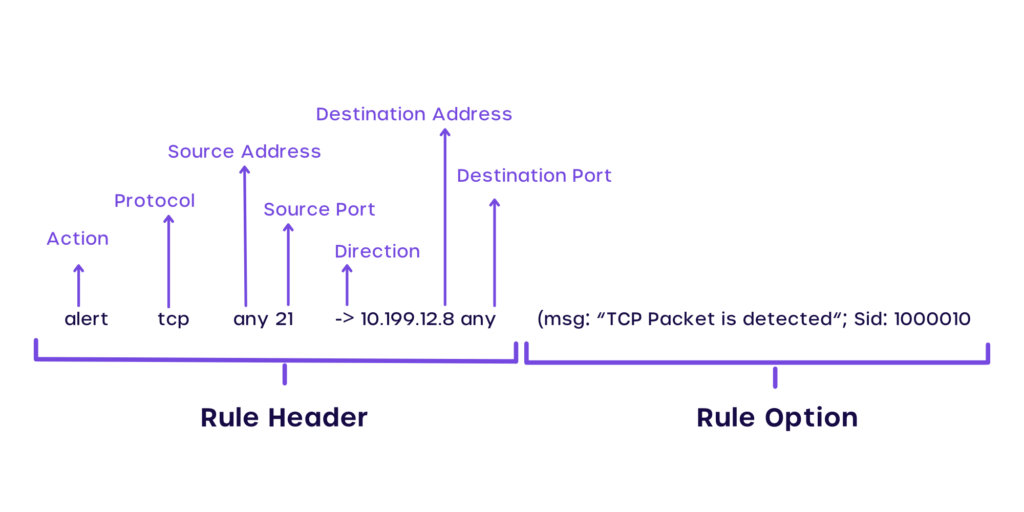 Destination Address
Source Address
Destination Port
Protocol
Source Port
Action
Direction
alert tcp any 21 -> 10.199.12.8 any (msg: “TCP Packet is detected“; Sid: 1000010
Rule Header Rule Option